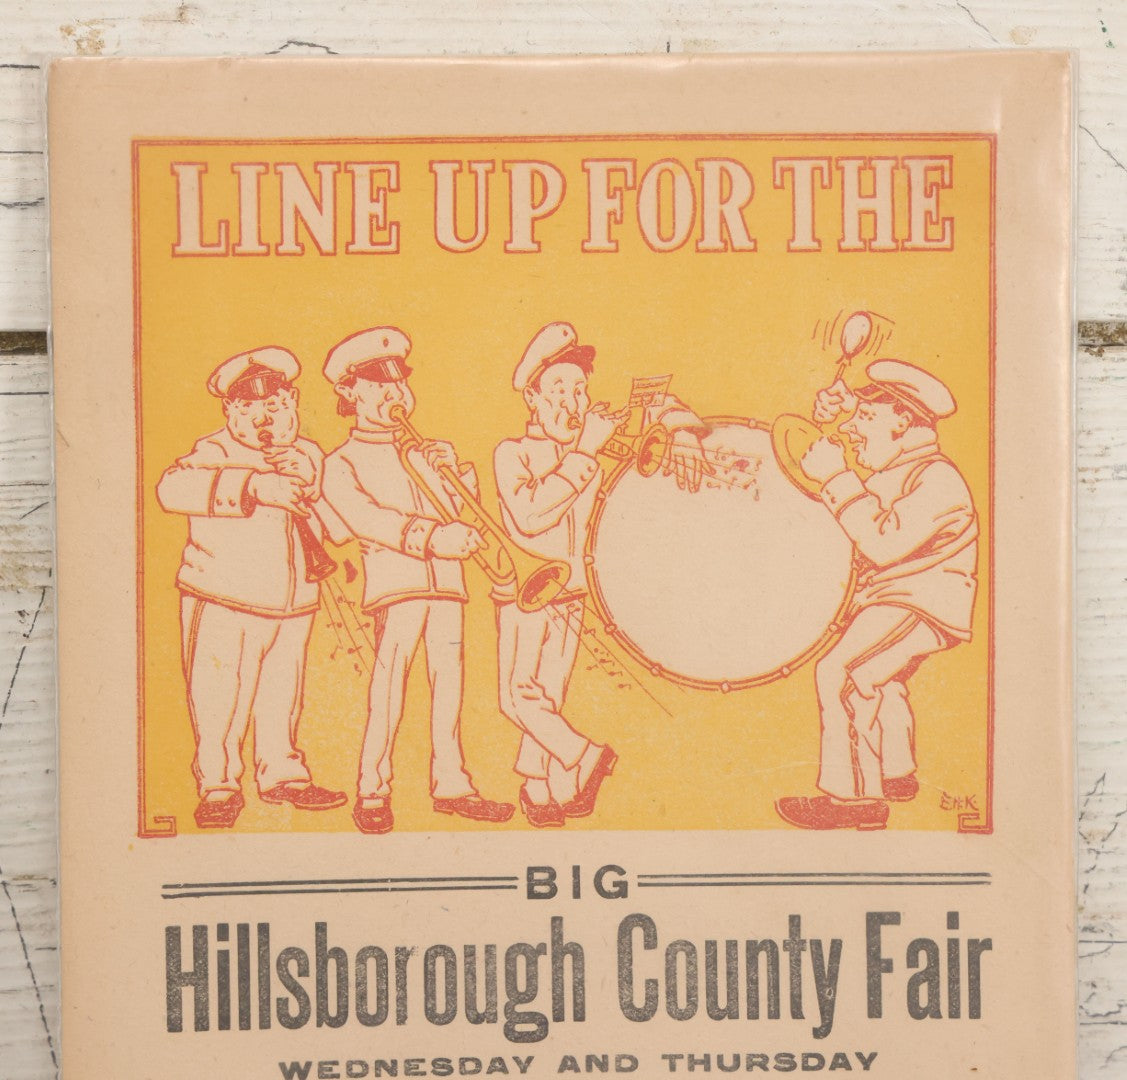 LINE UP FOR THE
E.H.K.
BIG
Hillsborough County Fair
WEDNESDAY AND THURSDAY